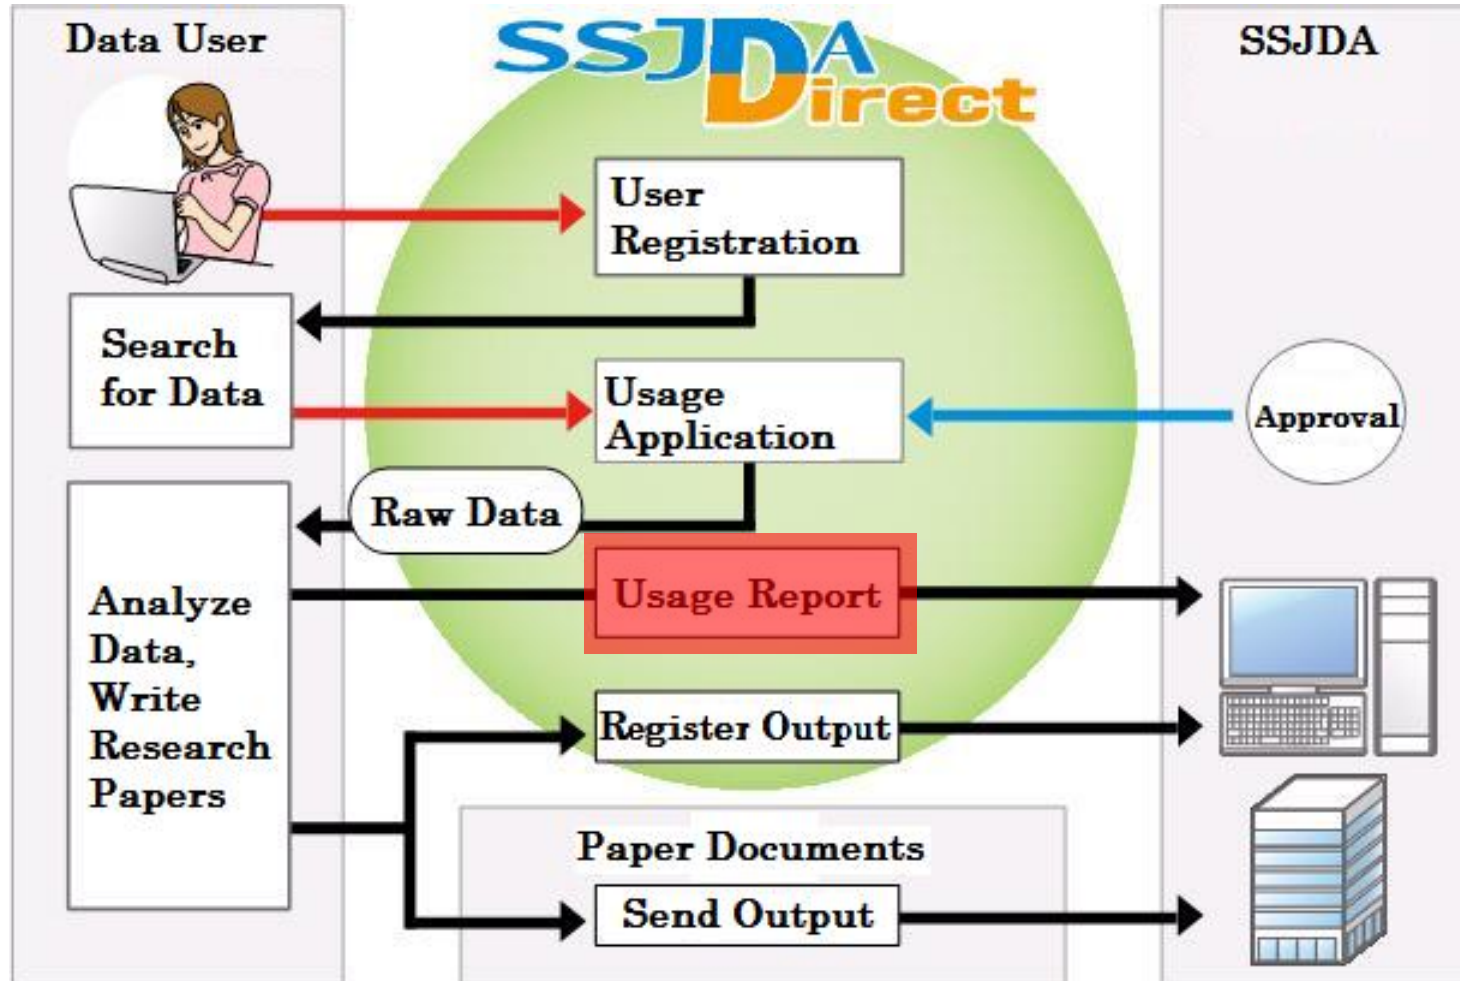 Data User
SSJDA
Direct
SSJDA
User
Registration
Search
for Data
Usage
Application
Approval
Raw Data
Analyze
Data,
Write
Research
Papers
Usage Report
Register Output
Paper Documents
Send Output